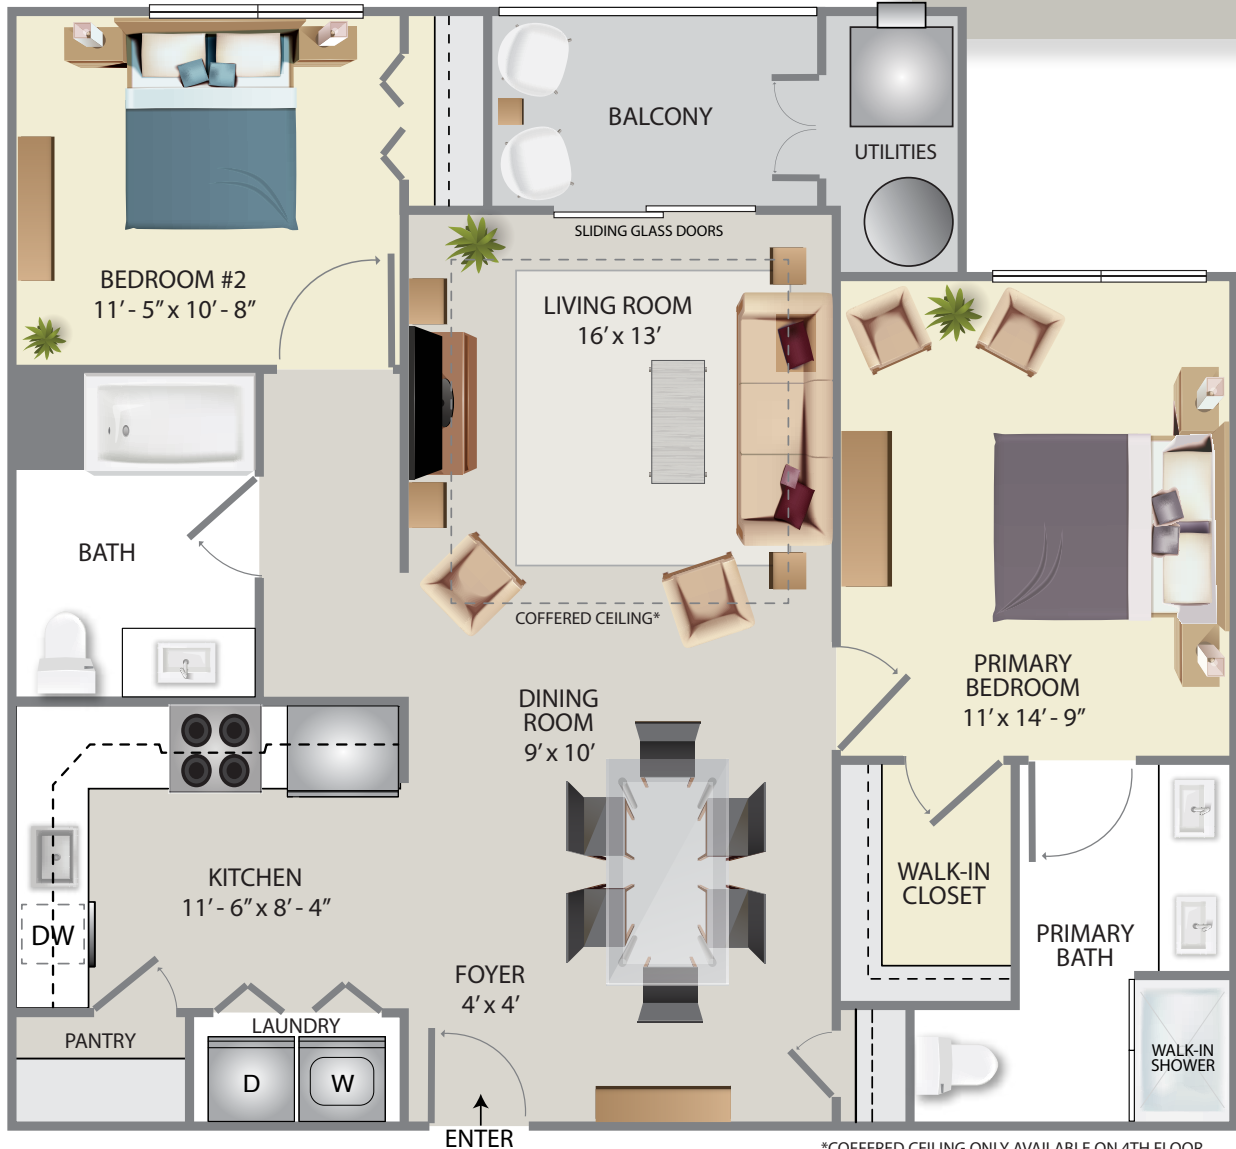 BALCONY
UTILITIES
SLIDING GLASS DOORS
BEDROOM #2
11' - 5" x 10' - 8"
LIVING ROOM
16' x 13'
BATH
COFFERED CEILING*
PRIMARY
BEDROOM
11' x 14' - 9"
DINING
ROOM
9' x 10'
KITCHEN
11' - 6" x 8' - 4"
WALK-IN
CLOSET
DW
PRIMARY
BATH
FOYER
4' x 4'
PANTRY
LAUNDRY
D
W
WALK-IN
SHOWER
ENTER
*COFFERED CEILING ONLY AVAILABLE ON 4TH FLOOR